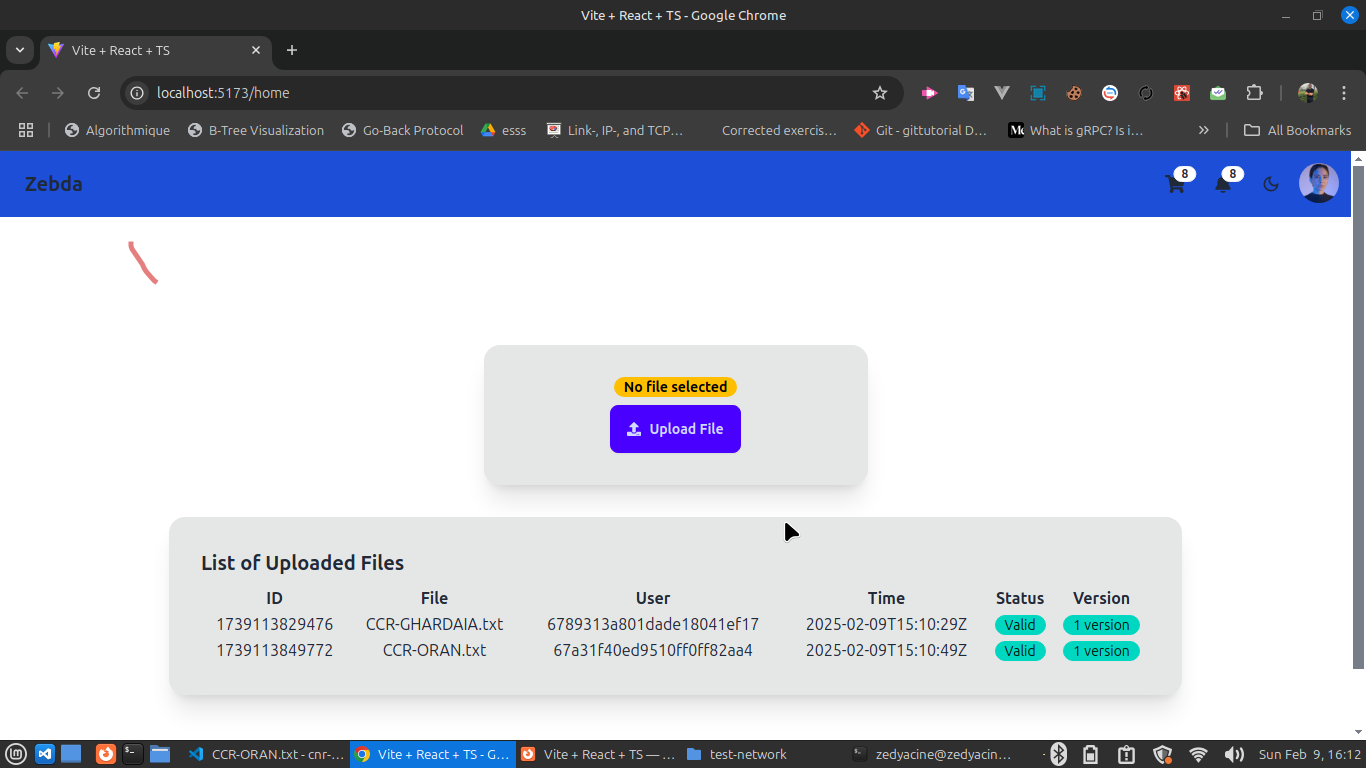 Vite + React + TS - Google Chrome
Vite + React + TS
localhost:5173/home
Algorithmique B-Tree Visualization Go-Back Protocol esss Link-, IP-, and TCP... Corrected exercis... Git - gittutorial D... What is gRPC? Is i... All Bookmarks
Zebda 8 8
No file selected
Upload File
List of Uploaded Files
ID File User Time Status Version
1739113829476 CCR-GHARDAIA.txt 6789313a801dade18041ef17 2025-02-09T15:10:29Z Valid 1 version
1739113849772 CCR-ORAN.txt 67a31f40ed9510ff0ff82aa4 2025-02-09T15:10:49Z Valid 1 version
CCR-ORAN.txt - cnr-... Vite + React + TS - G... Vite + React + TS — ... test-network zedyacine@zedyacin... Sun Feb 9, 16:12